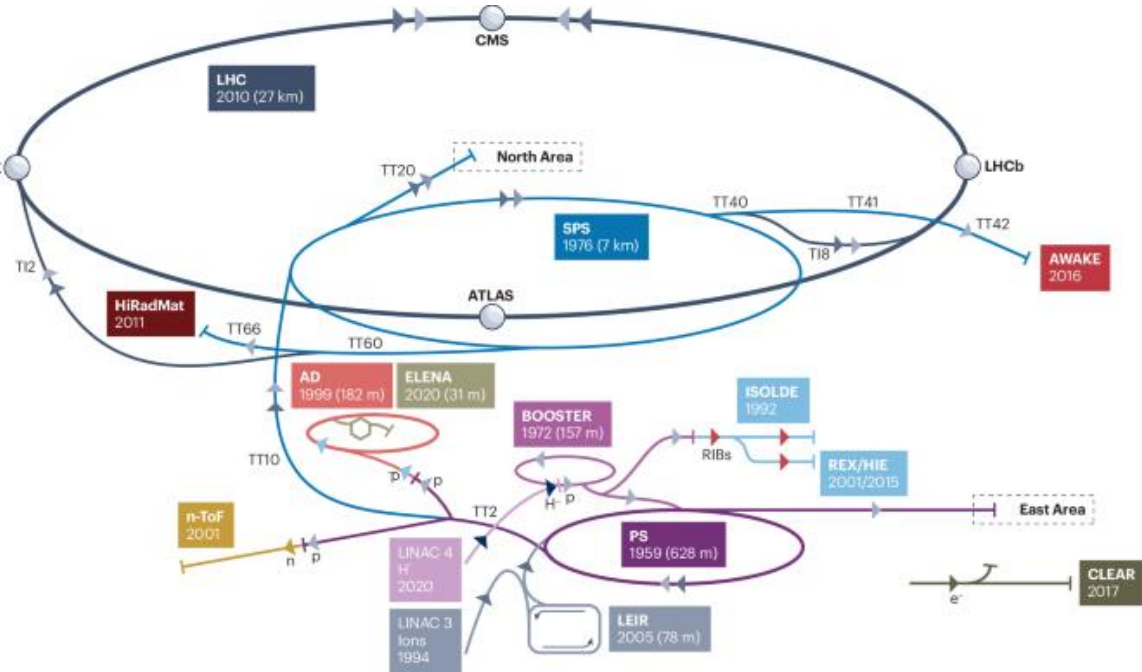 CMS
LHC
2010 (27 km)
North Area
TT20
LHCb
TT40
TT41
TT42
SPS
1976 (7 km)
TI8
AWAKE
2016
TI2
ATLAS
HiRadMat
2011
TT66
TT60
AD
1999 (182 m)
ELENA
2020 (31 m)
ISOLDE
1992
BOOSTER
1972 (157 m)
RIBs
REX/HIE
2001/2015
TT10
p
p
H-
p
TT2
East Area
n-ToF
2001
n
p
PS
1959 (628 m)
LINAC 4
H-
2020
CLEAR
2017
e-
LINAC 3
Ions
1994
LEIR
2005 (78 m)